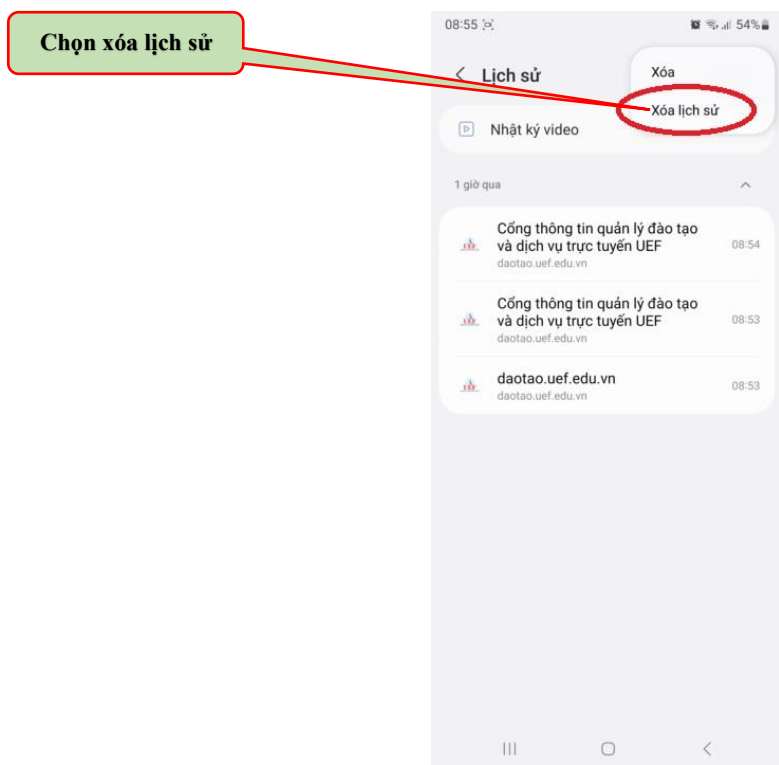 Chọn xóa lịch sử
08:55
54%
Lịch sử
Xóa
Xóa lịch sử
Nhật ký video
1 giờ qua
Cổng thông tin quản lý đào tạo
và dịch vụ trực tuyến UEF
08:54
daotao.uef.edu.vn
Cổng thông tin quản lý đào tạo
và dịch vụ trực tuyến UEF
08:53
daotao.uef.edu.vn
daotao.uef.edu.vn
08:53
daotao.uef.edu.vn